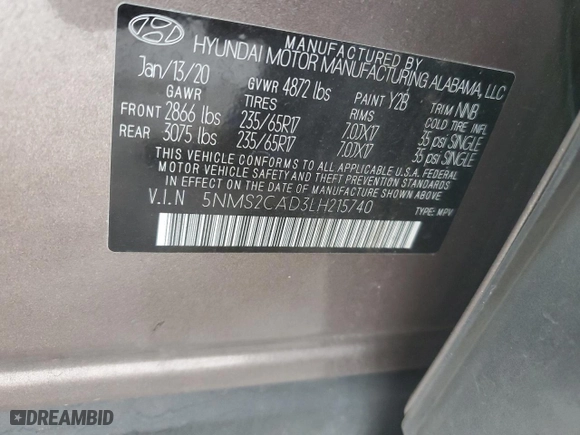 MANUFACTURED BY
HYUNDAI MOTOR MANUFACTURING ALABAMA, LLC
Jan/13/20 GVWR 4872 lbs PAINT Y2B TRIM NNB
GAWR TIRES RIMS COLD TIRE INFL
FRONT 2866 lbs 235/65R17 7.0JX17 35 psi SINGLE
REAR 3075 lbs 235/65R17 7.0JX17 35 psi SINGLE
THIS VEHICLE CONFORMS TO ALL APPLICABLE U.S.A. FEDERAL
MOTOR VEHICLE SAFETY AND THEFT PREVENTION STANDARDS
IN EFFECT ON THE DATE OF MANUFACTURE SHOWN ABOVE.
V.I.N 5NMS2CAD3LH215740 TYPE: MPV
DREAMBID